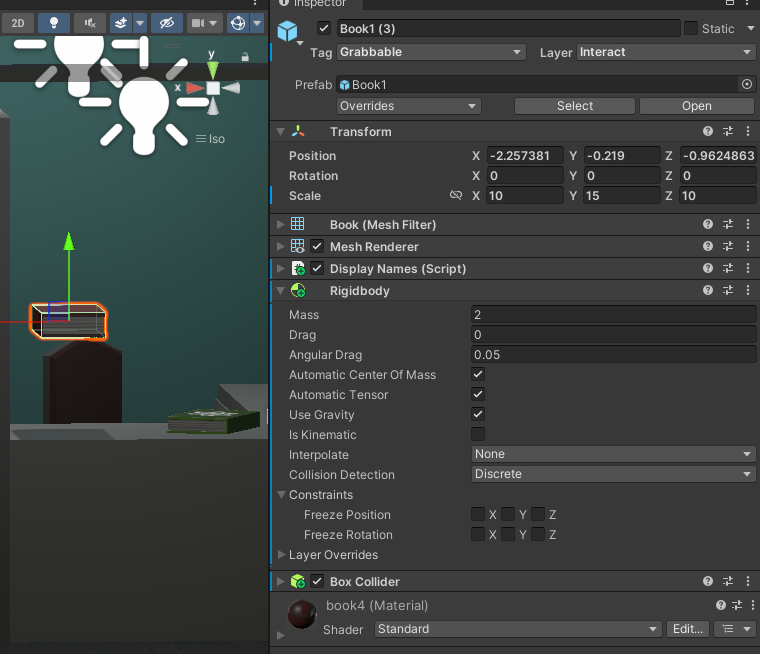 Inspector
2D
Book1 (3)
Static
Tag Grabbable Layer Interact
Prefab Book1
Overrides Select Open
Transform
Position X -2.257381 Y -0.219 Z -0.9624863
Rotation X 0 Y 0 Z 0
Scale X 10 Y 15 Z 10
y
x
Iso
Book (Mesh Filter)
Mesh Renderer
Display Names (Script)
Rigidbody
Mass 2
Drag 0
Angular Drag 0.05
Automatic Center Of Mass
Automatic Tensor
Use Gravity
Is Kinematic
Interpolate None
Collision Detection Discrete
Constraints
Freeze Position X Y Z
Freeze Rotation X Y Z
Layer Overrides
Box Collider
book4 (Material)
Shader Standard Edit...